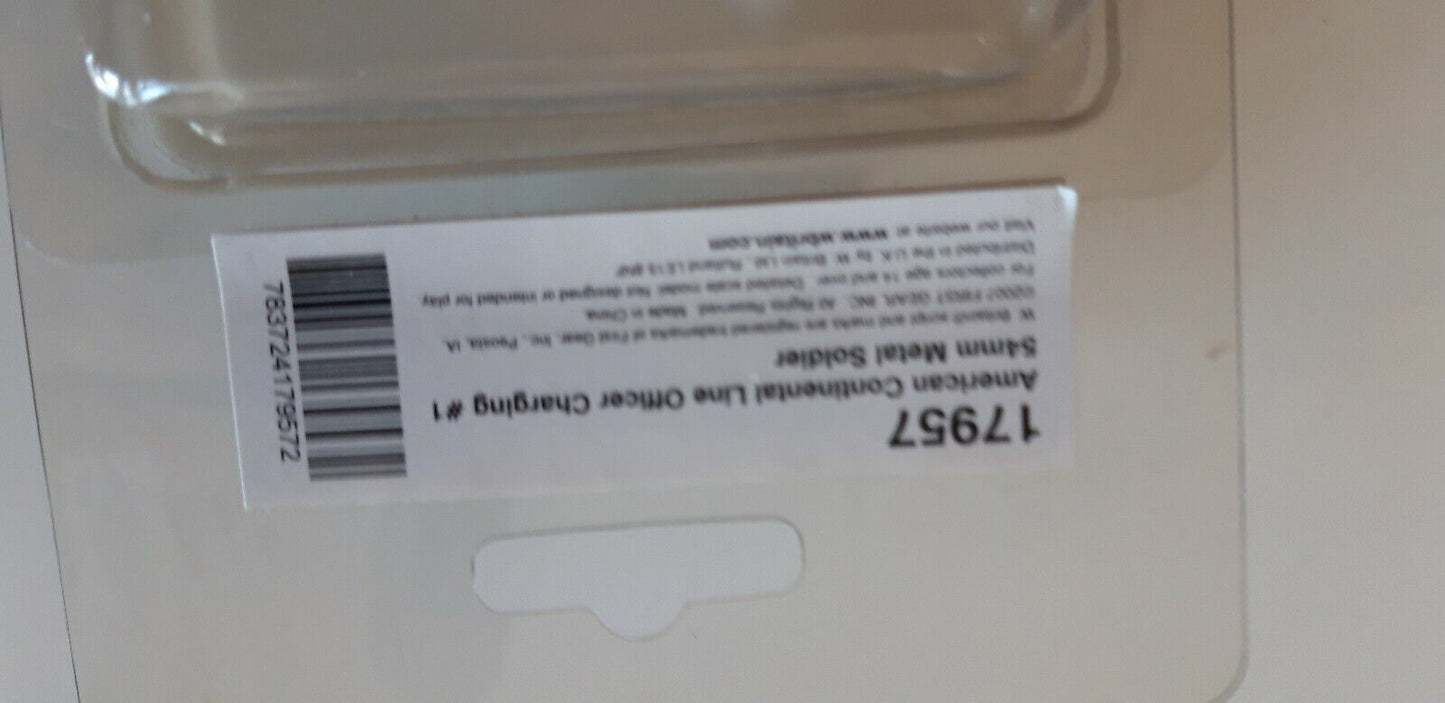 17957
American Continental Line Officer Charging #1
54mm Metal Soldier
W. Britain® script and marks are registered trademarks of First Gear, Inc., Peosta, IA.
©2007 FIRST GEAR, INC. All Rights Reserved. Made in China.
For collectors age 14 and over. Detailed scale model. Not designed or intended for play.
Distributed in the U.K. by W. Britain Ltd., Rutland LE15
Visit our website at www.wbritain.com
783724179572